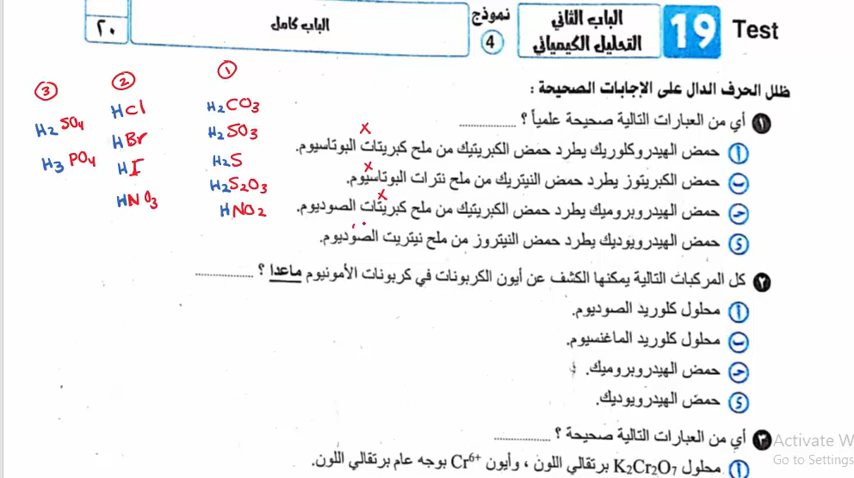 Test 19 الباب الثاني التحليل الكيميائي نموذج 4 الباب كامل ٢٠
ظلل الحرف الدال على الإجابات الصحيحة :
١ أي من العبارات التالية صحيحة علمياً ؟ ............
أ حمض الهيدروكلوريك يطرد حمض الكبريتيك من ملح كبريتات البوتاسيوم. x
ب حمض الكبريتوز يطرد حمض النيتريك من ملح نترات البوتاسيوم. x
ج حمض الهيدروبروميك يطرد حمض الكبريتيك من ملح كبريتات الصوديوم. x
د حمض الهيدرويوديك يطرد حمض النيتروز من ملح نيتريت الصوديوم.
٢ كل المركبات التالية يمكنها الكشف عن أيون الكربونات في كربونات الأمونيوم ماعدا ؟ ............
أ محلول كلوريد الصوديوم.
ب محلول كلوريد الماغنسيوم.
ج حمض الهيدروبروميك.
د حمض الهيدرويوديك.
٣ أي من العبارات التالية صحيحة ؟ ............
أ محلول K2Cr2O7 برتقالي اللون ، وأيون Cr6+ بوجه عام برتقالي اللون.
①
H2CO3
H2SO3
H2S
H2S2O3
HNO2
②
HCl
HBr
HI
HNO3
③
H2SO4
H3PO4
Activate W
Go to Settings